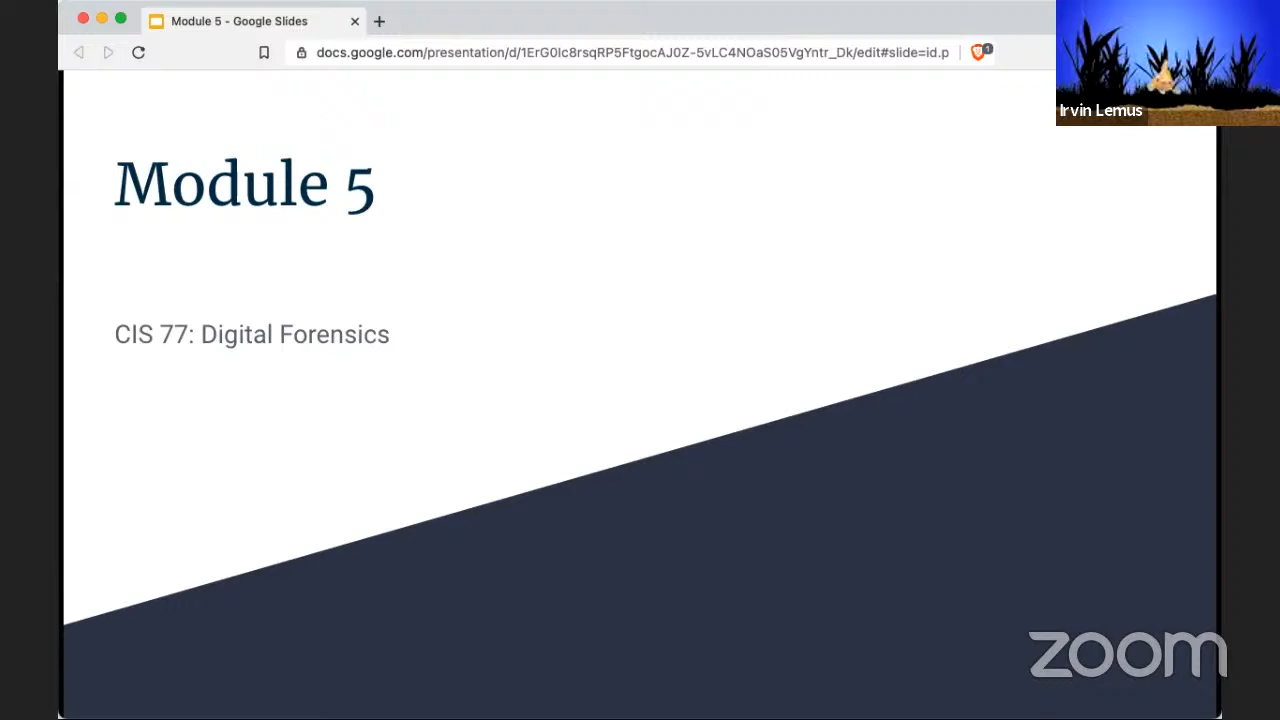 Module 5 - Google Slides
docs.google.com/presentation/d/1ErG0Ic8rsqRP5FtgocAJ0Z-5vLC4NOaS05VgYntr_Dk/edit#slide=id.p
1
Irvin Lemus
Module 5
CIS 77: Digital Forensics
zoom